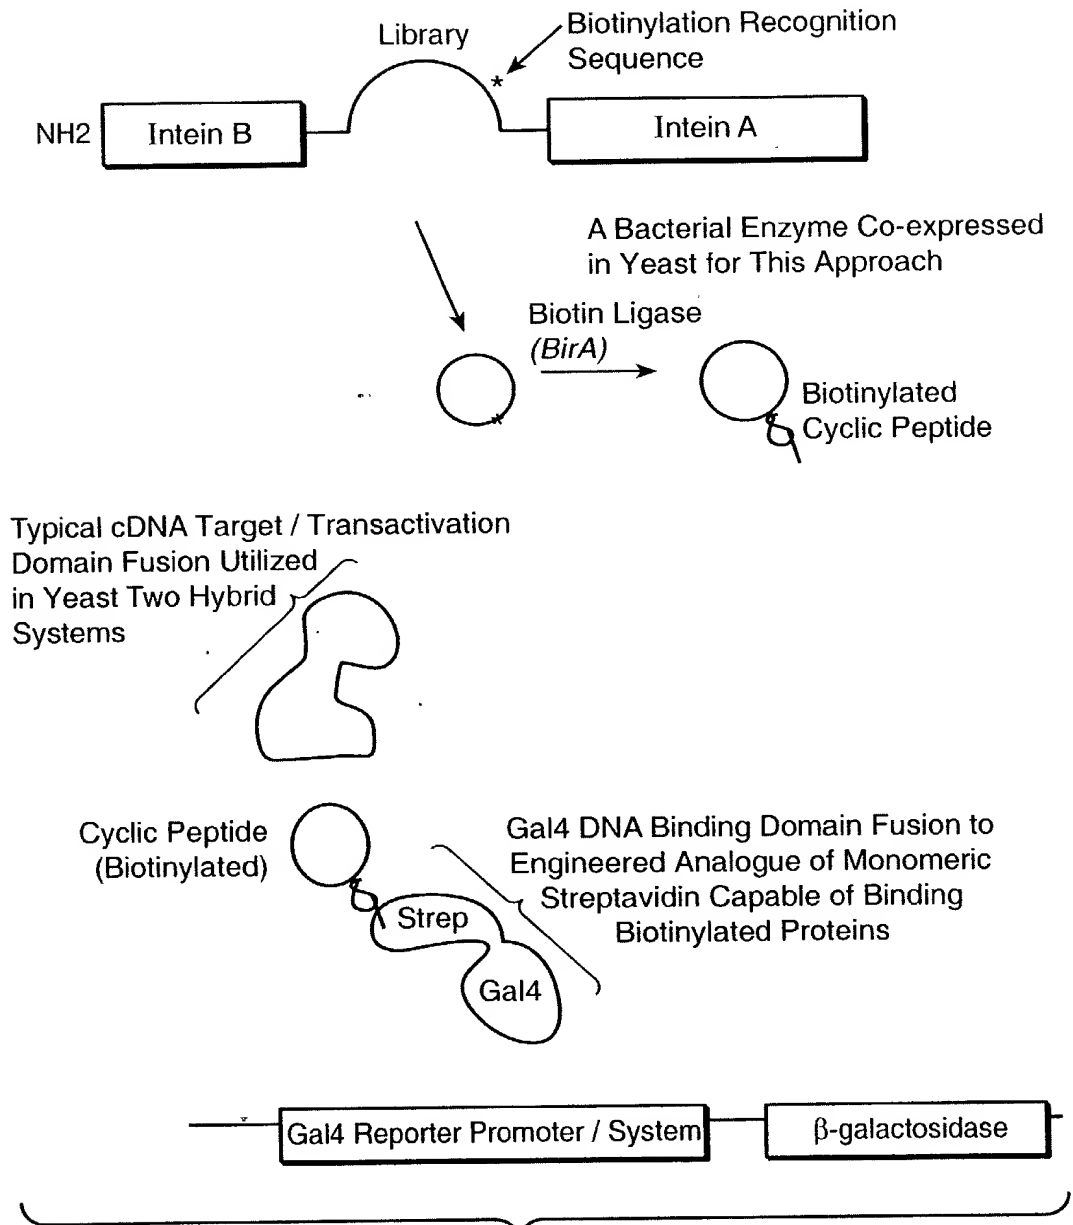 Library
Biotinylation Recognition
Sequence
*
NH2
Intein B
Intein A
A Bacterial Enzyme Co-expressed
in Yeast for This Approach
Biotin Ligase
(BirA)
*
Biotinylated
Cyclic Peptide
Typical cDNA Target / Transactivation
Domain Fusion Utilized
in Yeast Two Hybrid
Systems
Cyclic Peptide
(Biotinylated)
Gal4 DNA Binding Domain Fusion to
Engineered Analogue of Monomeric
Streptavidin Capable of Binding
Biotinylated Proteins
Strep
Gal4
Gal4 Reporter Promoter / System
β-galactosidase